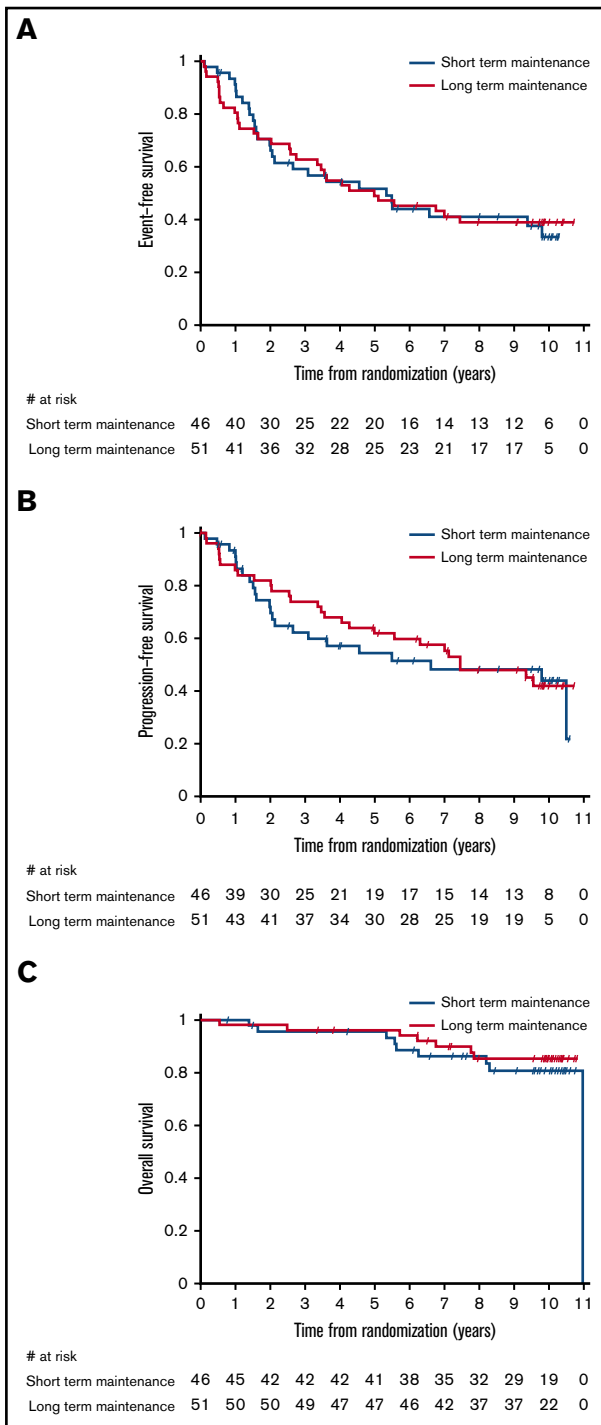 A
Short term maintenance
Long term maintenance
1
0.8
0.6
0.4
0.2
0
Event–free survival
0 1 2 3 4 5 6 7 8 9 10 11
Time from randomization (years)
# at risk
Short term maintenance 46 40 30 25 22 20 16 14 13 12 6 0
Long term maintenance 51 41 36 32 28 25 23 21 17 17 5 0
B
Short term maintenance
Long term maintenance
1
0.8
0.6
0.4
0.2
0
Progression–free survival
0 1 2 3 4 5 6 7 8 9 10 11
Time from randomization (years)
# at risk
Short term maintenance 46 39 30 25 21 19 17 15 14 13 8 0
Long term maintenance 51 43 41 37 34 30 28 25 19 19 5 0
C
Short term maintenance
Long term maintenance
1
0.8
0.6
0.4
0.2
0
Overall survival
0 1 2 3 4 5 6 7 8 9 10 11
Time from randomization (years)
# at risk
Short term maintenance 46 45 42 42 42 41 38 35 32 29 19 0
Long term maintenance 51 50 50 49 47 47 46 42 37 37 22 0